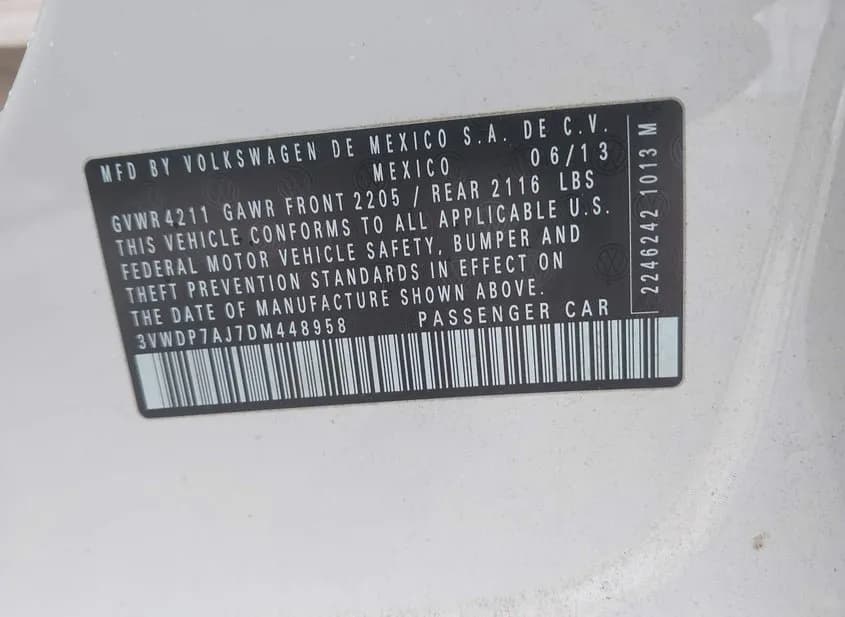 MFD BY VOLKSWAGEN DE MEXICO S.A. DE C.V.
MEXICO 06/13
GVWR 4211 GAWR FRONT 2205 / REAR 2116 LBS
THIS VEHICLE CONFORMS TO ALL APPLICABLE U.S.
FEDERAL MOTOR VEHICLE SAFETY, BUMPER AND
THEFT PREVENTION STANDARDS IN EFFECT ON
THE DATE OF MANUFACTURE SHOWN ABOVE.
3VWDP7AJ7DM448958 PASSENGER CAR
2246242 1013 M